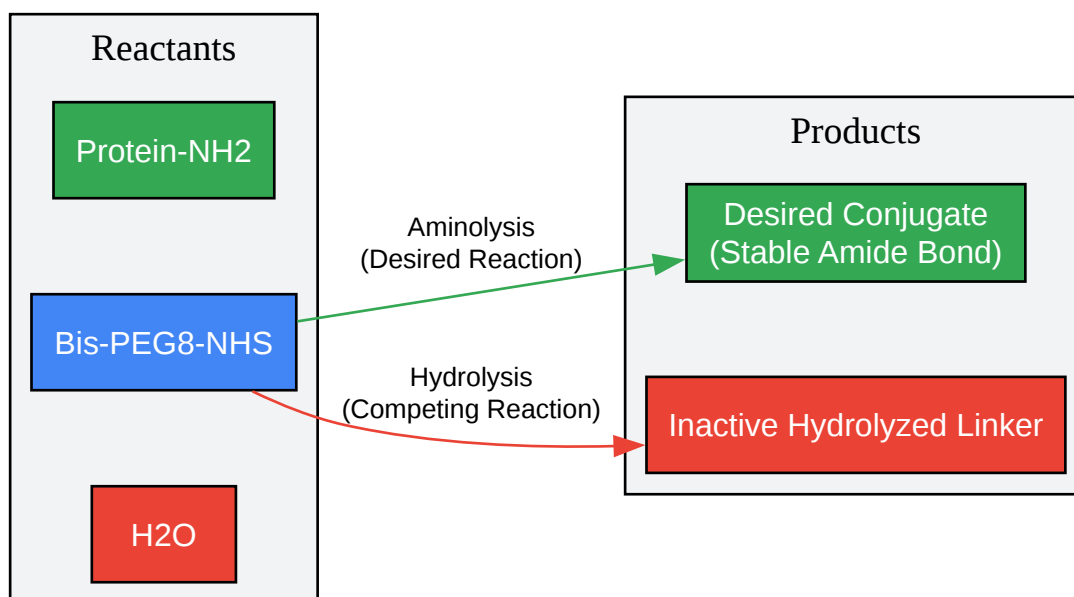 Reactants
Protein-NH2
Bis-PEG8-NHS
H2O
Aminolysis
(Desired Reaction)
Hydrolysis
(Competing Reaction)
Products
Desired Conjugate
(Stable Amide Bond)
Inactive Hydrolyzed Linker